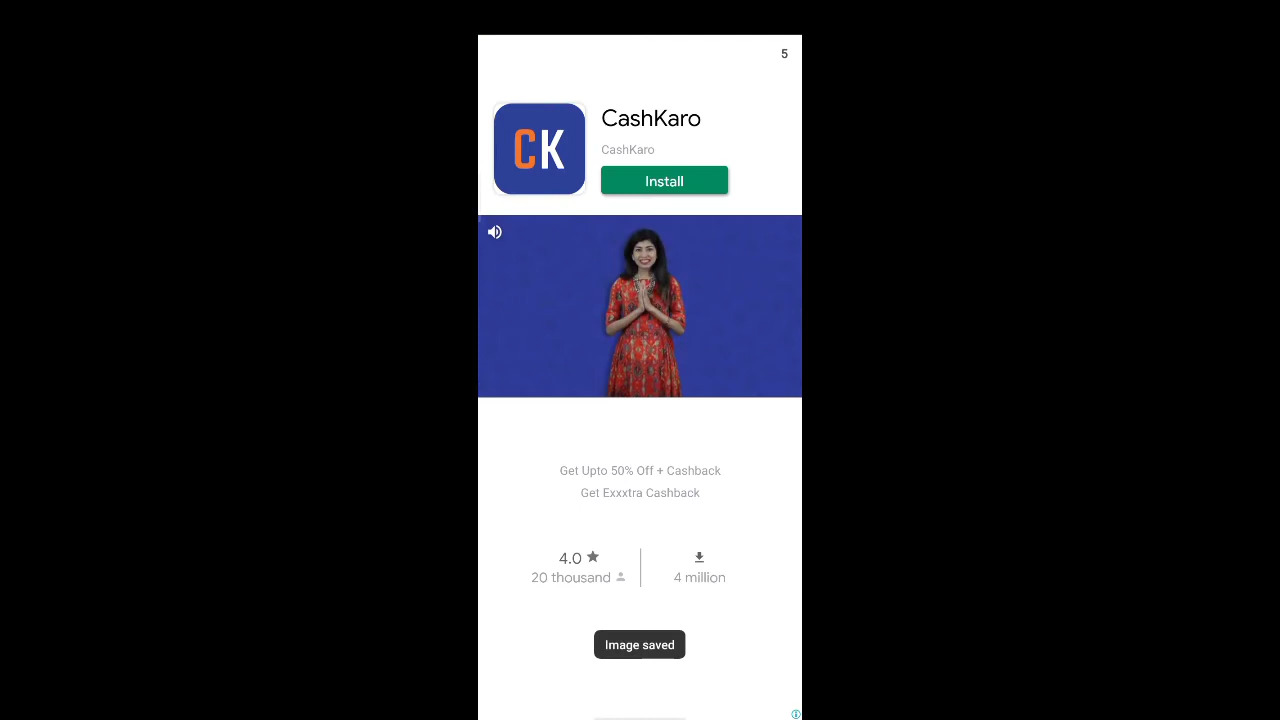 5
CK
CashKaro
CashKaro
Install
Get Upto 50% Off + Cashback
Get Exxxtra Cashback
4.0
20 thousand
4 million
Image saved